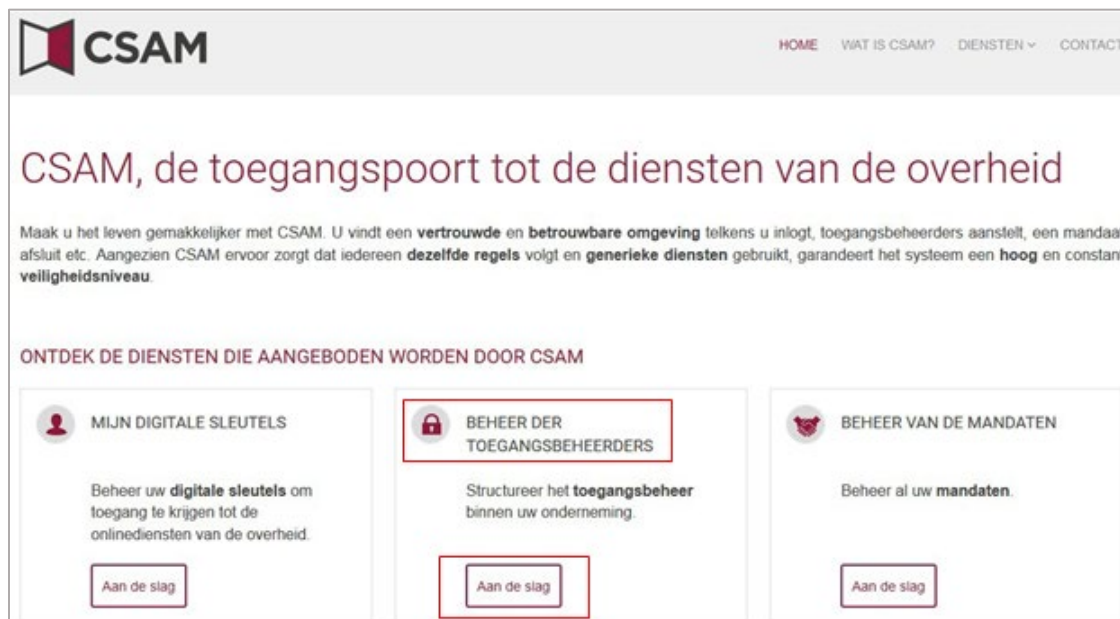 CSAM
HOME WAT IS CSAM? DIENSTEN CONTACT
CSAM, de toegangspoort tot de diensten van de overheid
Maak u het leven gemakkelijker met CSAM. U vindt een vertrouwde en betrouwbare omgeving telkens u inlogt, toegangsbeheerders aanstelt, een mandaat
afsluit etc. Aangezien CSAM ervoor zorgt dat iedereen dezelfde regels volgt en generieke diensten gebruikt, garandeert het systeem een hoog en constant
veiligheidsniveau.
ONTDEK DE DIENSTEN DIE AANGEBODEN WORDEN DOOR CSAM
MIJN DIGITALE SLEUTELS
Beheer uw digitale sleutels om
toegang te krijgen tot de
onlinediensten van de overheid.
Aan de slag
BEHEER DER
TOEGANGSBEHEERDERS
Structureer het toegangsbeheer
binnen uw onderneming.
Aan de slag
BEHEER VAN DE MANDATEN
Beheer al uw mandaten.
Aan de slag